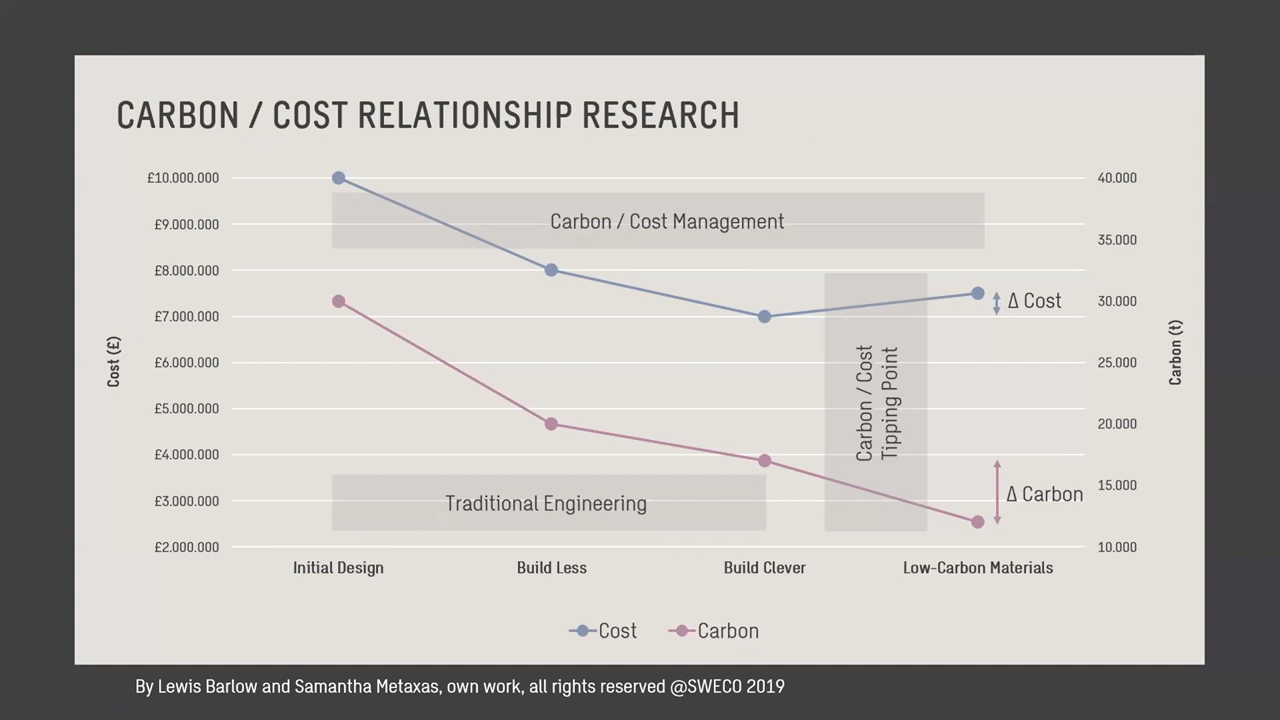 CARBON / COST RELATIONSHIP RESEARCH
£10.000.000
£9.000.000
£8.000.000
£7.000.000
£6.000.000
£5.000.000
£4.000.000
£3.000.000
£2.000.000
Cost (£)
Carbon / Cost Management
Traditional Engineering
Carbon / Cost
Tipping Point
Δ Cost
Δ Carbon
40.000
35.000
30.000
25.000
20.000
15.000
10.000
Carbon (t)
Initial Design
Build Less
Build Clever
Low-Carbon Materials
Cost
Carbon
By Lewis Barlow and Samantha Metaxas, own work, all rights reserved @SWECO 2019